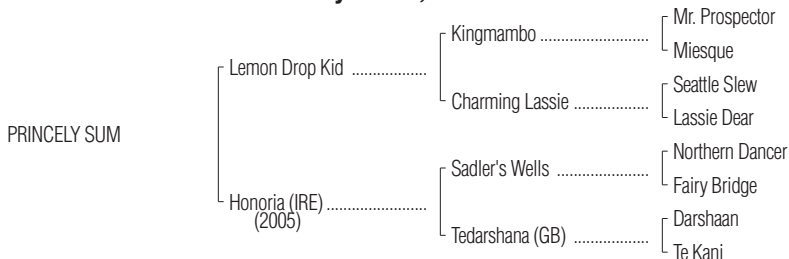 Mr. Prospector
Kingmambo ..........................
Miesque
Lemon Drop Kid ..................
Seattle Slew
Charming Lassie ..................
Lassie Dear
PRINCELY SUM
Northern Dancer
Sadler's Wells ......................
Fairy Bridge
Honoria (IRE) ........................
(2005)
Darshaan
Tedarshana (GB) ..................
Te Kani